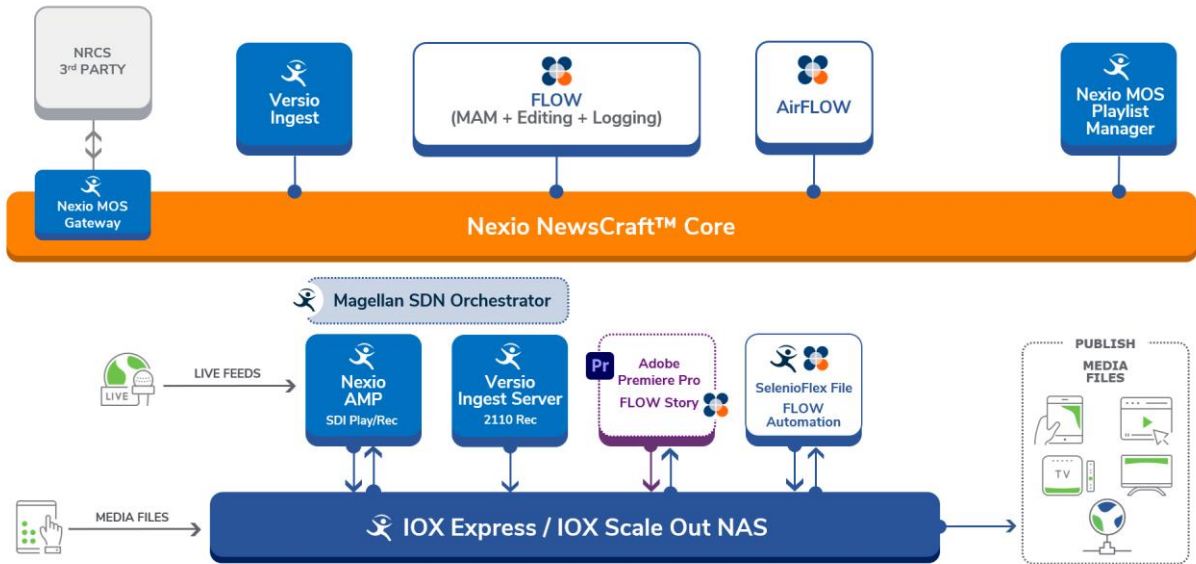 NRCS
3rd PARTY
Versio
Ingest
FLOW
(MAM + Editing + Logging)
AirFLOW
Nexio MOS
Playlist
Manager
Nexio MOS
Gateway
Nexio NewsCraft™ Core
Magellan SDN Orchestrator
LIVE
LIVE FEEDS
Nexio
AMP
SDI Play/Rec
Versio
Ingest Server
2110 Rec
Pr
Adobe
Premiere Pro
FLOW Story
SelenioFlex File
FLOW
Automation
PUBLISH
MEDIA
FILES
TV
MEDIA FILES
IOX Express / IOX Scale Out NAS